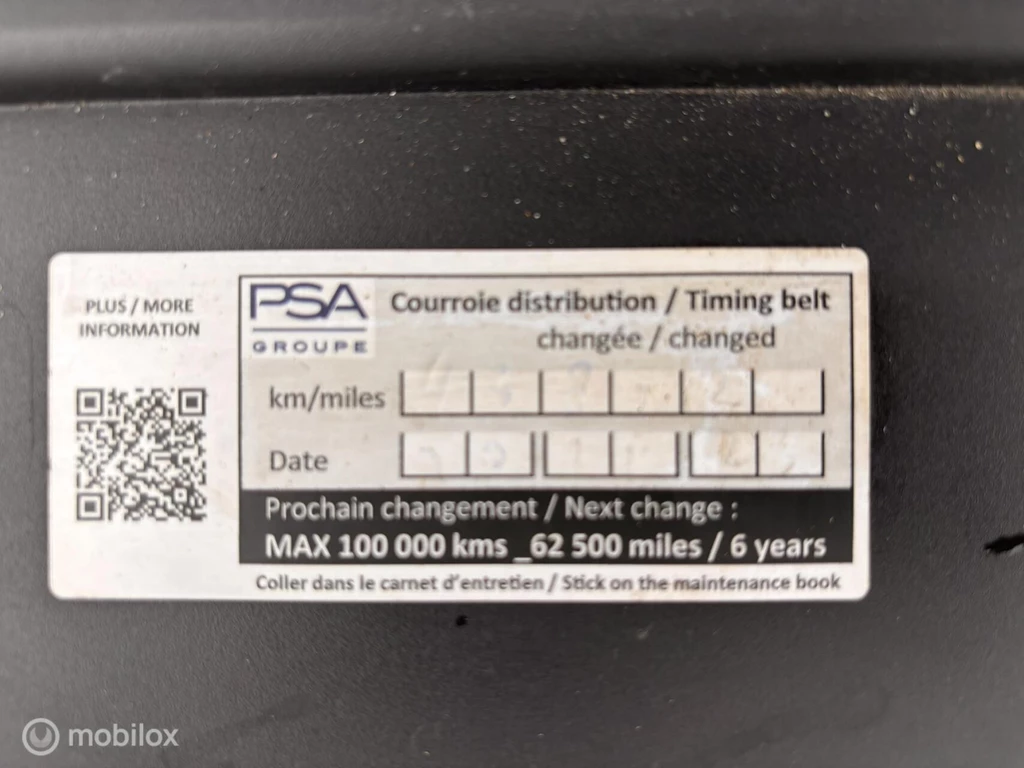 PLUS / MORE
INFORMATION
PSA
GROUPE
Courroie distribution / Timing belt
changée / changed
km/miles
Date
Prochain changement / Next change :
MAX 100 000 kms _62 500 miles / 6 years
Coller dans le carnet d'entretien / Stick on the maintenance book
mobilox